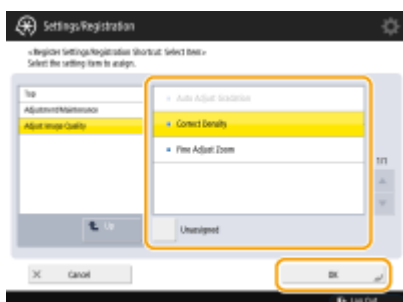 Settings/Registration
<Register Settings/Registration Shortcut: Select Item>
Select the setting item to assign.
Top
Adjustment/Maintenance
Adjust Image Quality
Auto Adjust Gradation
Correct Density
Fine Adjust Zoom
1/1
Up
Unassigned
Cancel
OK
Log Out